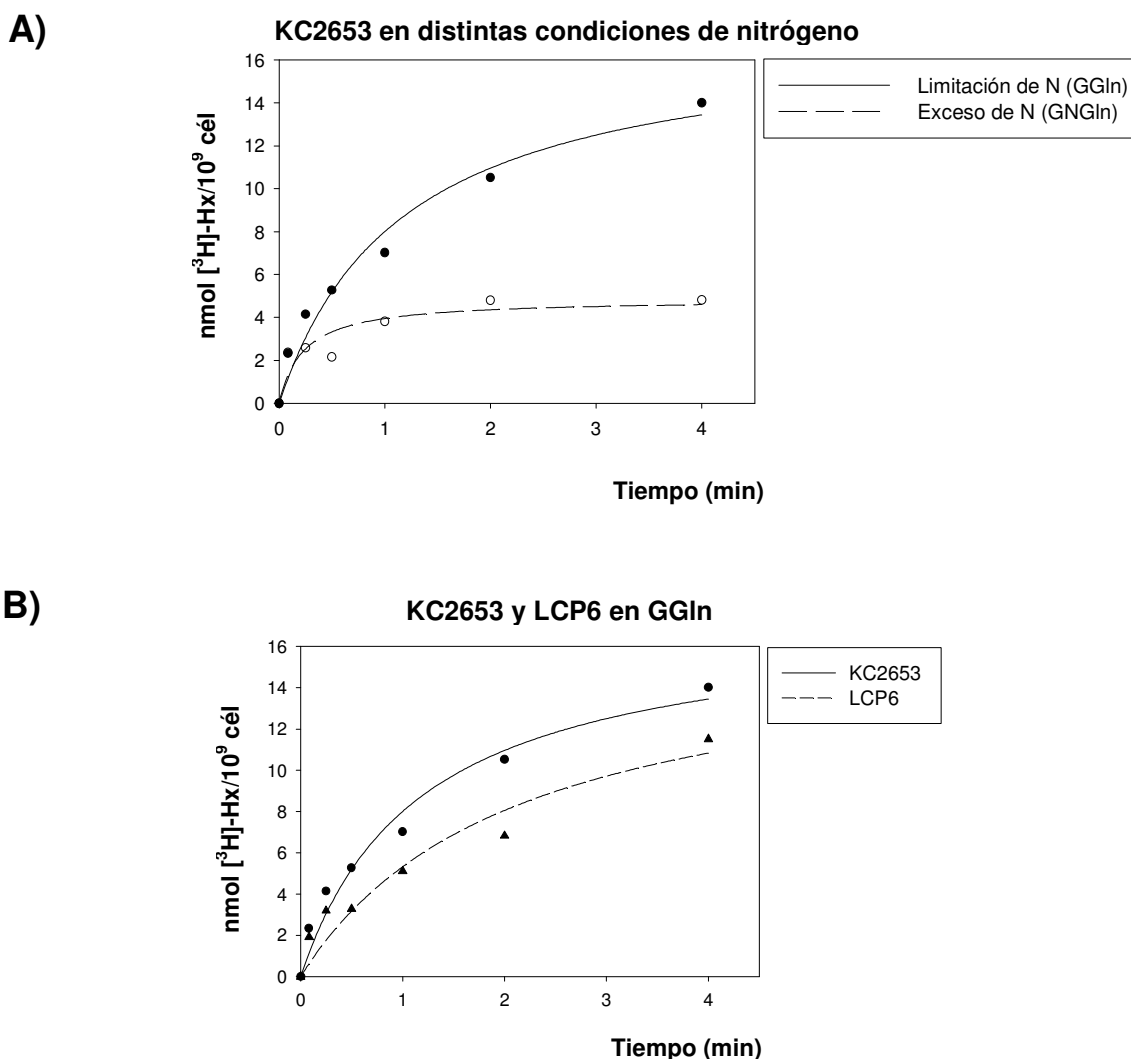 A)
KC2653 en distintas condiciones de nitrógeno
16
14
12
10
8
6
4
2
0
nmol [³H]-Hx/10⁹ cél
0 1 2 3 4
Tiempo (min)
Limitación de N (GGln)
Exceso de N (GNGln)
B)
KC2653 y LCP6 en GGln
16
14
12
10
8
6
4
2
0
nmol [³H]-Hx/10⁹ cél
0 1 2 3 4
Tiempo (min)
KC2653
LCP6